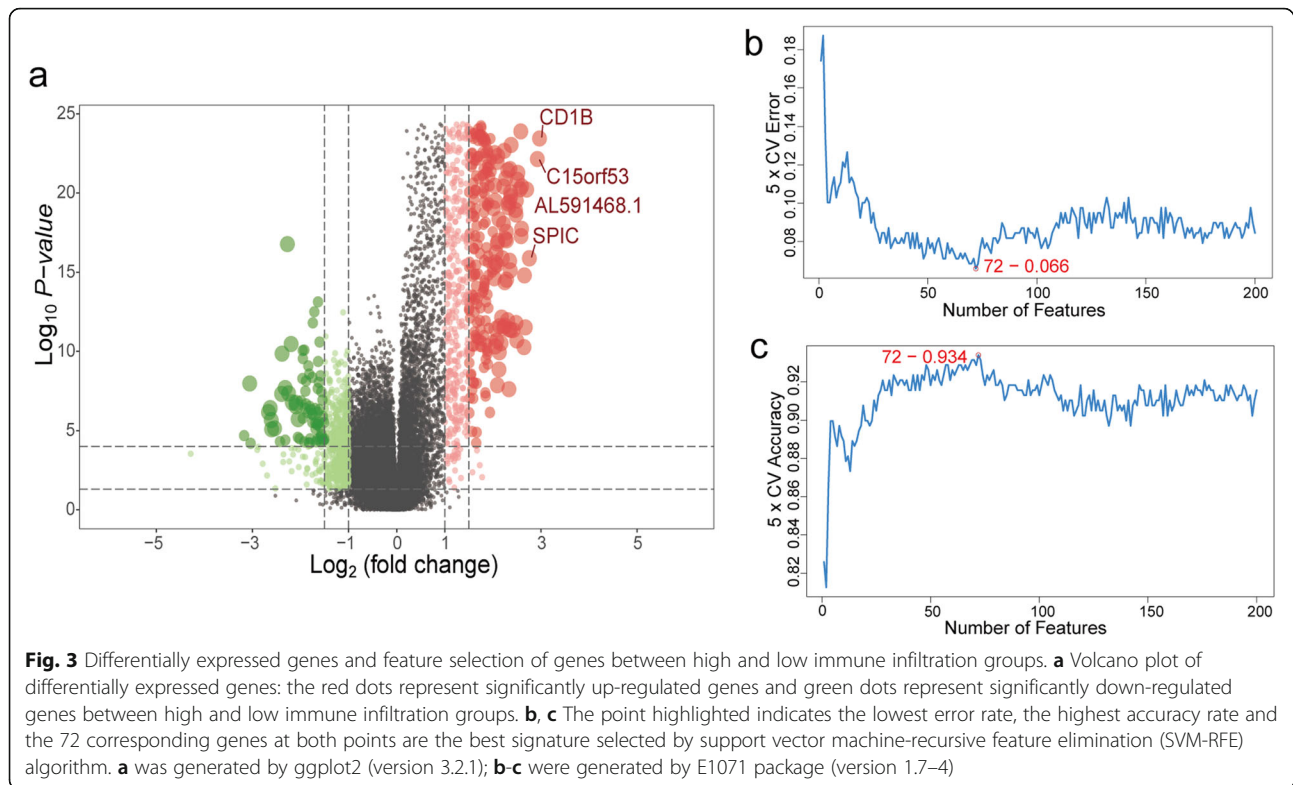 a
25
20
15
10
5
0
Log10 P-value
−5
−3
−1
0
1
3
5
Log2 (fold change)
CD1B
C15orf53
AL591468.1
SPIC
b
0.18
0.16
0.14
0.12
0.10
0.08
5 x CV Error
72 − 0.066
0
50
100
150
200
Number of Features
c
0.92
0.90
0.88
0.86
0.84
0.82
5 x CV Accuracy
72 − 0.934
0
50
100
150
200
Number of Features
Fig. 3 Differentially expressed genes and feature selection of genes between high and low immune infiltration groups. a Volcano plot of
differentially expressed genes: the red dots represent significantly up-regulated genes and green dots represent significantly down-regulated
genes between high and low immune infiltration groups. b, c The point highlighted indicates the lowest error rate, the highest accuracy rate and
the 72 corresponding genes at both points are the best signature selected by support vector machine-recursive feature elimination (SVM-RFE)
algorithm. a was generated by ggplot2 (version 3.2.1); b-c were generated by E1071 package (version 1.7–4)